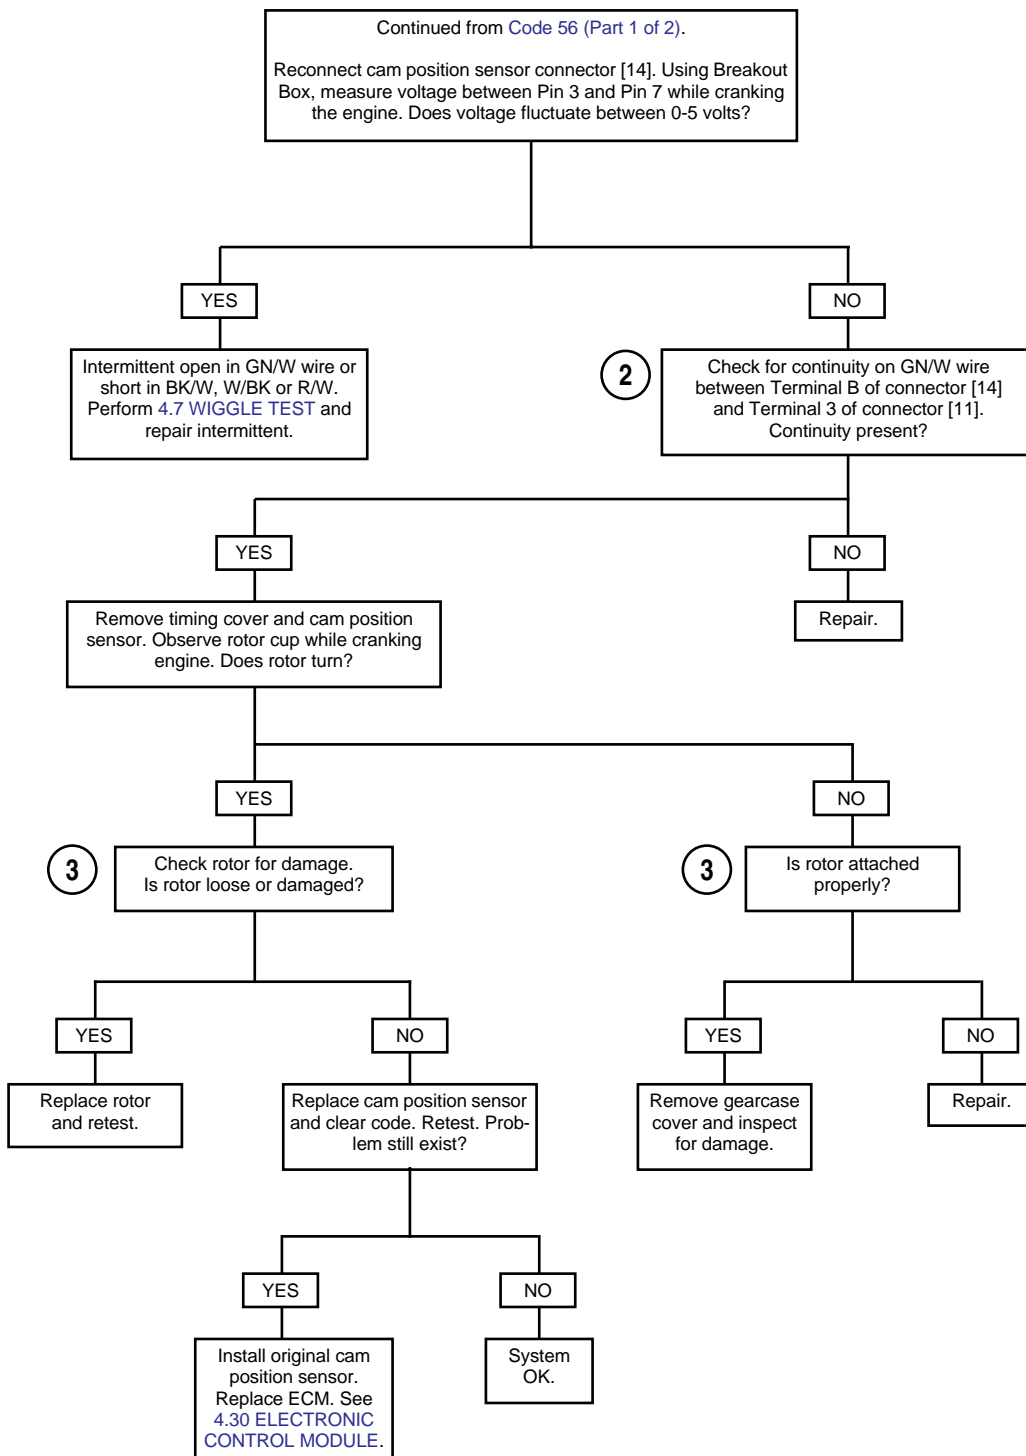 Continued from Code 56 (Part 1 of 2).
Reconnect cam position sensor connector [14]. Using Breakout
Box, measure voltage between Pin 3 and Pin 7 while cranking
the engine. Does voltage fluctuate between 0-5 volts?
YES
NO
Intermittent open in GN/W wire or
short in BK/W, W/BK or R/W.
Perform 4.7 WIGGLE TEST and
repair intermittent.
2
Check for continuity on GN/W wire
between Terminal B of connector [14]
and Terminal 3 of connector [11].
Continuity present?
YES
NO
Remove timing cover and cam position
sensor. Observe rotor cup while cranking
engine. Does rotor turn?
Repair.
YES
NO
3
Check rotor for damage.
Is rotor loose or damaged?
3
Is rotor attached
properly?
YES
NO
YES
NO
Replace rotor
and retest.
Replace cam position sensor
and clear code. Retest. Prob-
lem still exist?
Remove gearcase
cover and inspect
for damage.
Repair.
YES
NO
Install original cam
position sensor.
Replace ECM. See
4.30 ELECTRONIC
CONTROL MODULE.
System
OK.